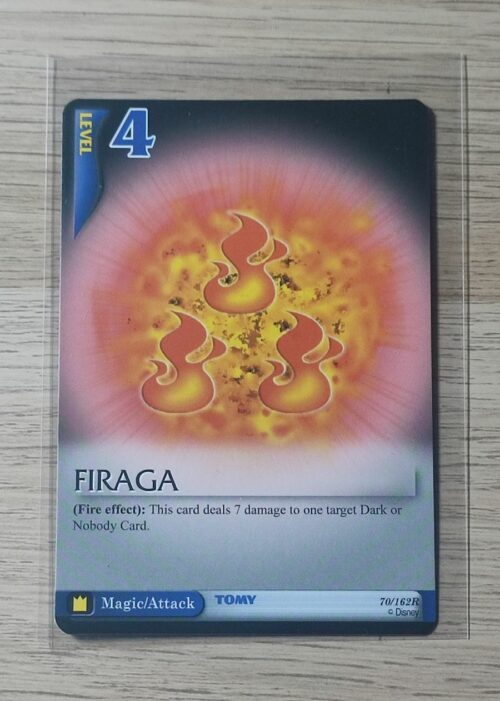 LEVEL 4
FIRAGA
(Fire effect): This card deals 7 damage to one target Dark or
Nobody Card.
Magic/Attack TOMY 70/162R
© Disney